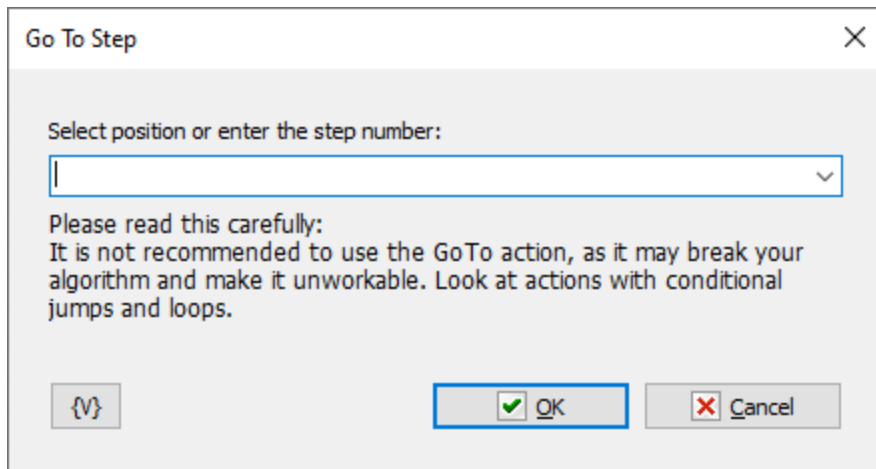 Go To Step
Select position or enter the step number:
Please read this carefully:
It is not recommended to use the GoTo action, as it may break your
algorithm and make it unworkable. Look at actions with conditional
jumps and loops.
{V} OK Cancel